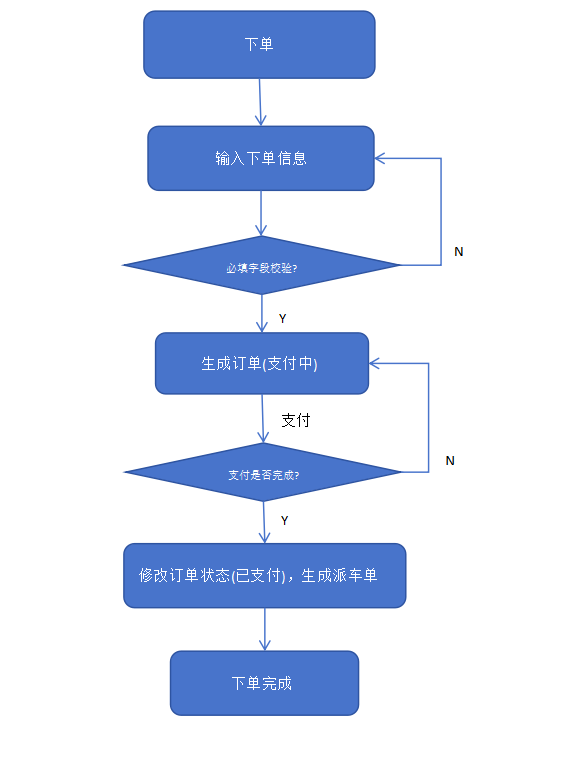 下单
输入下单信息
必填字段校验?
N
Y
生成订单(支付中)
支付
支付是否完成?
N
Y
修改订单状态(已支付)，生成派车单
下单完成